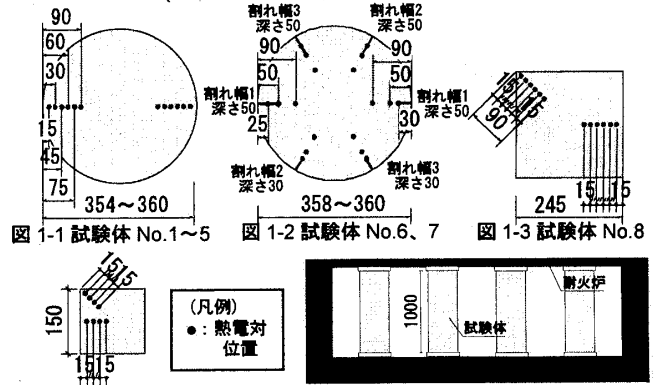 90
60
30
15
45
75
354～360
図 1-1 試験体 No.1～5
割れ幅3
深さ50
割れ幅2
深さ50
90
50
90
50
割れ幅1
深さ50
割れ幅1
深さ50
25
30
割れ幅2
深さ30
割れ幅3
深さ30
358～360
図 1-2 試験体 No.6、7
15
15
90
15
15
245
図 1-3 試験体 No.8
15
15
150
15
15
(凡例)
●：熱電対
位置
1000
耐火炉
試験体